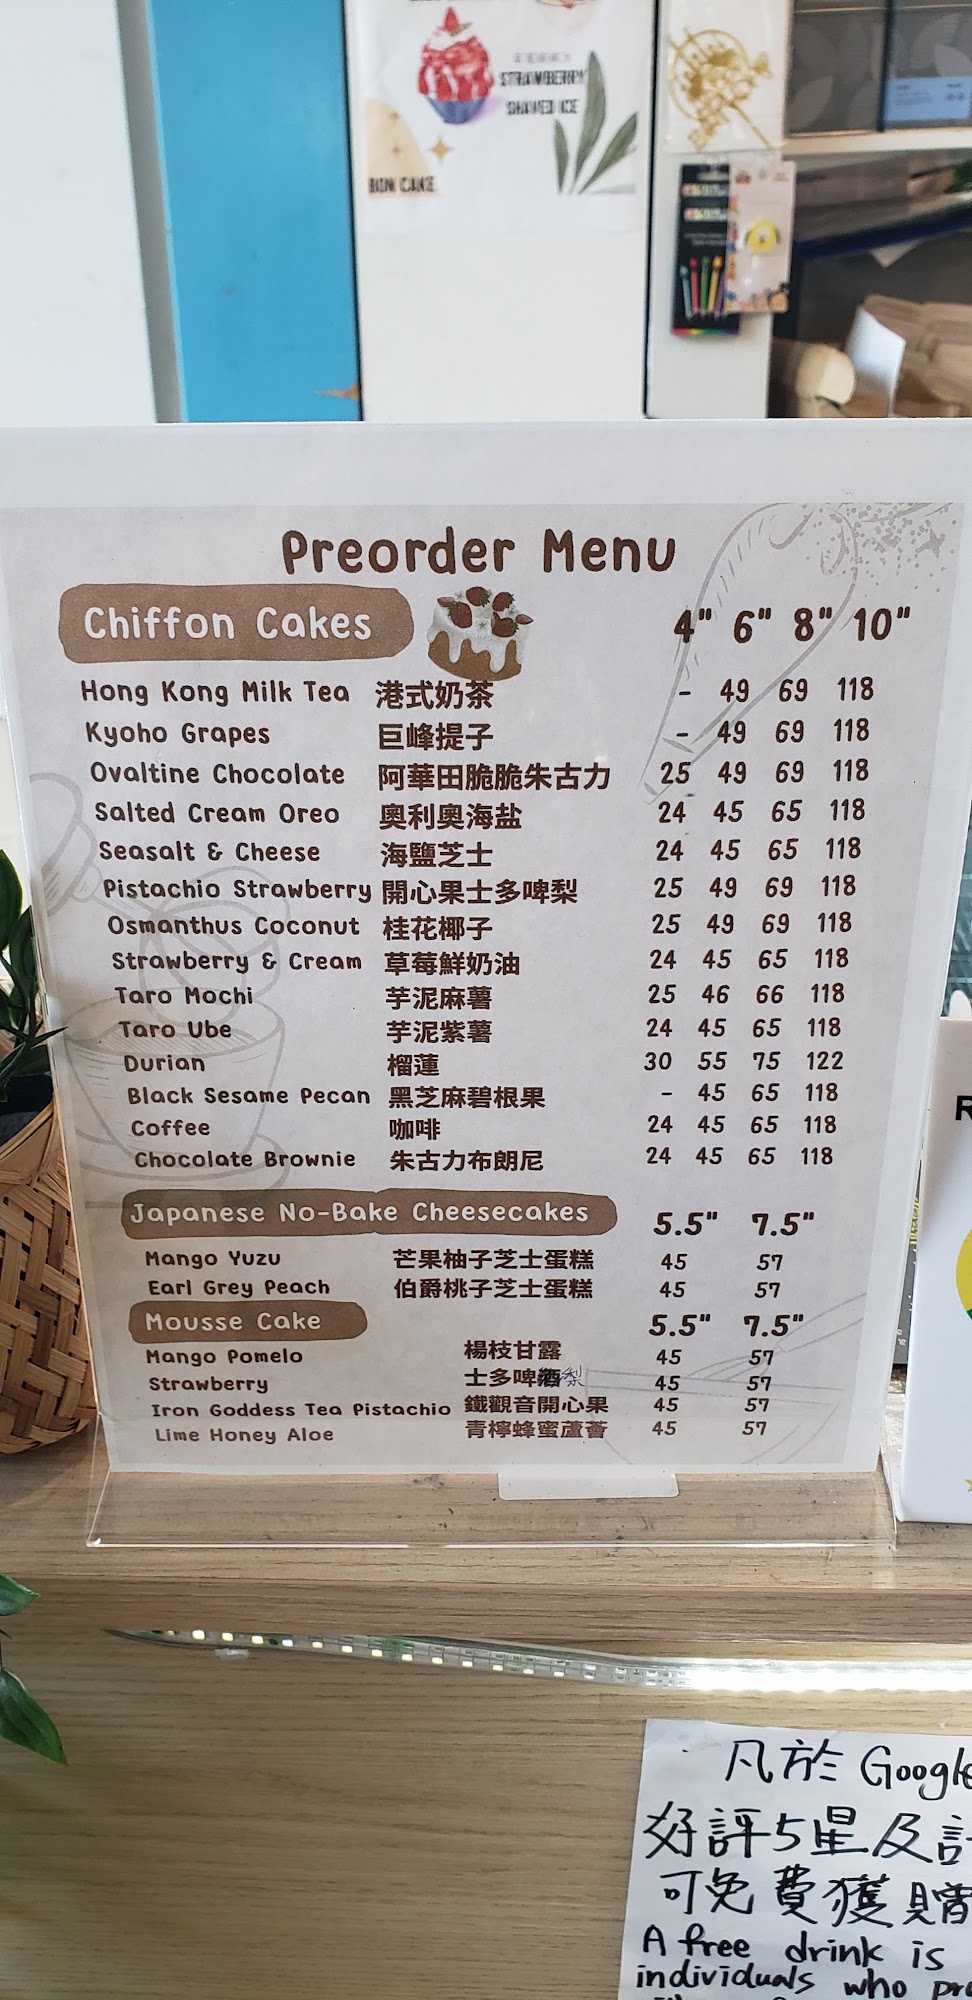 STRAWBERRY
SHAVED ICE
BON CAKE
Preorder Menu
Chiffon Cakes 4" 6" 8" 10"
Hong Kong Milk Tea 港式奶茶 - 49 69 118
Kyoho Grapes 巨峰提子 - 49 69 118
Ovaltine Chocolate 阿華田脆脆朱古力 25 49 69 118
Salted Cream Oreo 奧利奧海盐 24 45 65 118
Seasalt & Cheese 海鹽芝士 24 45 65 118
Pistachio Strawberry 開心果士多啤梨 25 49 69 118
Osmanthus Coconut 桂花椰子 25 49 69 118
Strawberry & Cream 草莓鮮奶油 24 45 65 118
Taro Mochi 芋泥麻薯 25 46 66 118
Taro Ube 芋泥紫薯 24 45 65 118
Durian 榴蓮 30 55 75 122
Black Sesame Pecan 黑芝麻碧根果 - 45 65 118
Coffee 咖啡 24 45 65 118
Chocolate Brownie 朱古力布朗尼 24 45 65 118
Japanese No-Bake Cheesecakes 5.5" 7.5"
Mango Yuzu 芒果柚子芝士蛋糕 45 57
Earl Grey Peach 伯爵桃子芝士蛋糕 45 57
Mousse Cake 5.5" 7.5"
Mango Pomelo 楊枝甘露 45 57
Strawberry 士多啤酒梨 45 57
Iron Goddess Tea Pistachio 鐵觀音開心果 45 57
Lime Honey Aloe 青檸蜂蜜蘆薈 45 57
R
凡於 Google
好評5星及
可免費獲贈
A free drink is
individuals who pr